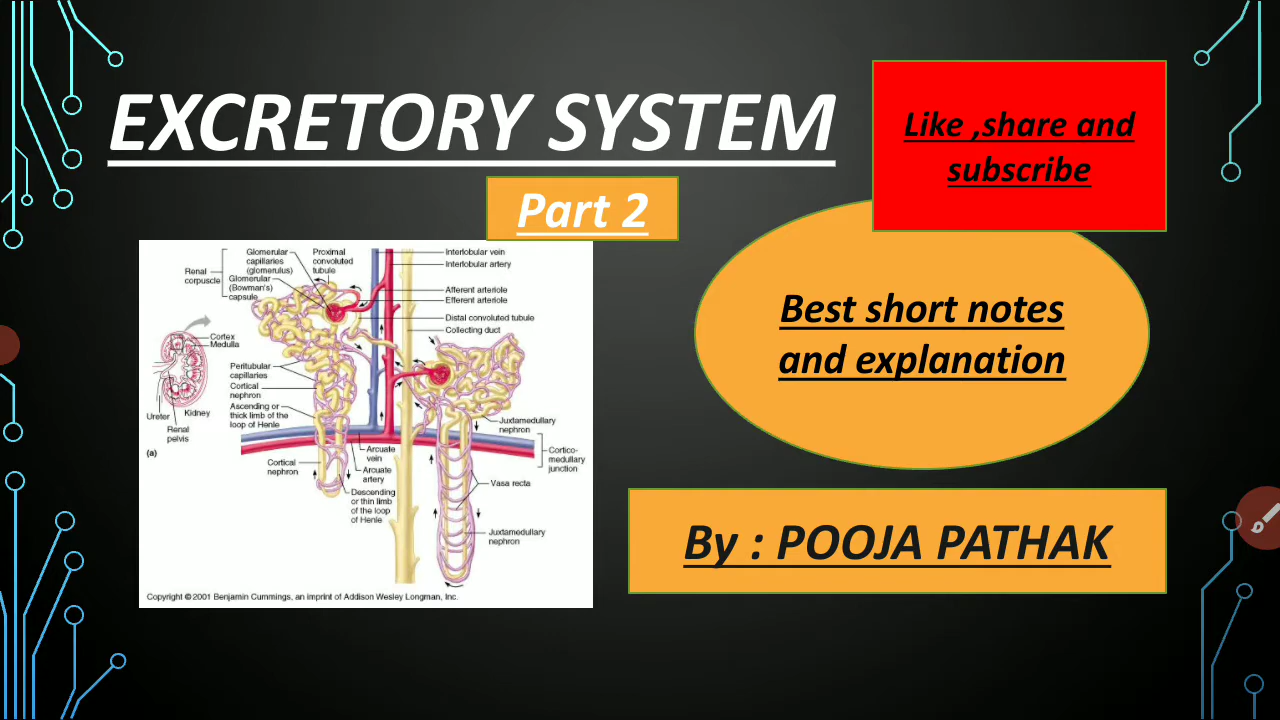 EXCRETORY SYSTEM
Like ,share and
subscribe
Part 2
Best short notes
and explanation
By : POOJA PATHAK
Glomerular
capillaries
(glomerulus)
Proximal
convoluted
tubule
Renal
corpuscle
Glomerular
(Bowman's)
capsule
Interlobular vein
Interlobular artery
Afferent arteriole
Efferent arteriole
Distal convoluted tubule
Collecting duct
Cortex
Medulla
Peritubular
capillaries
Cortical
nephron
Ascending or
thick limb of the
loop of Henle
Ureter
Kidney
Renal
pelvis
(a)
Juxtamedullary
nephron
Cortico-
medullary
junction
Arcuate
vein
Arcuate
artery
Cortical
nephron
Descending
or thin limb
of the loop
of Henle
Vasa recta
Juxtamedullary
nephron
Copyright © 2001 Benjamin Cummings, an imprint of Addison Wesley Longman, Inc.